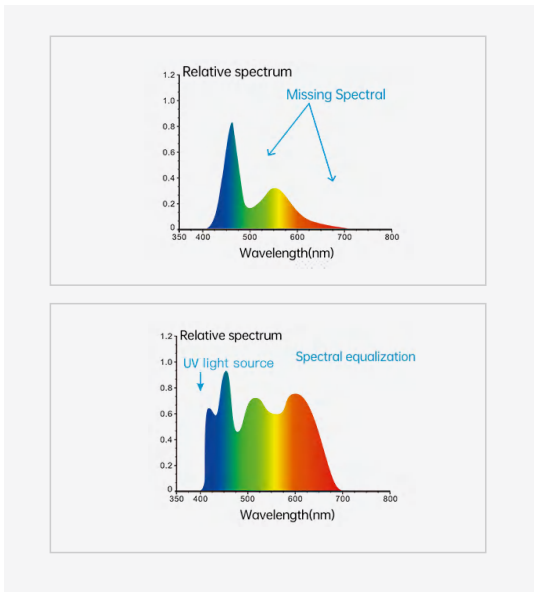 Relative spectrum
Missing Spectral
1.2
1.0
0.8
0.6
0.4
0.2
0
350 400 500 600 700 800
Wavelength(nm)
Relative spectrum
UV light source
Spectral equalization
1.2
1.0
0.8
0.6
0.4
0.2
0
350 400 500 600 700 800
Wavelength(nm)